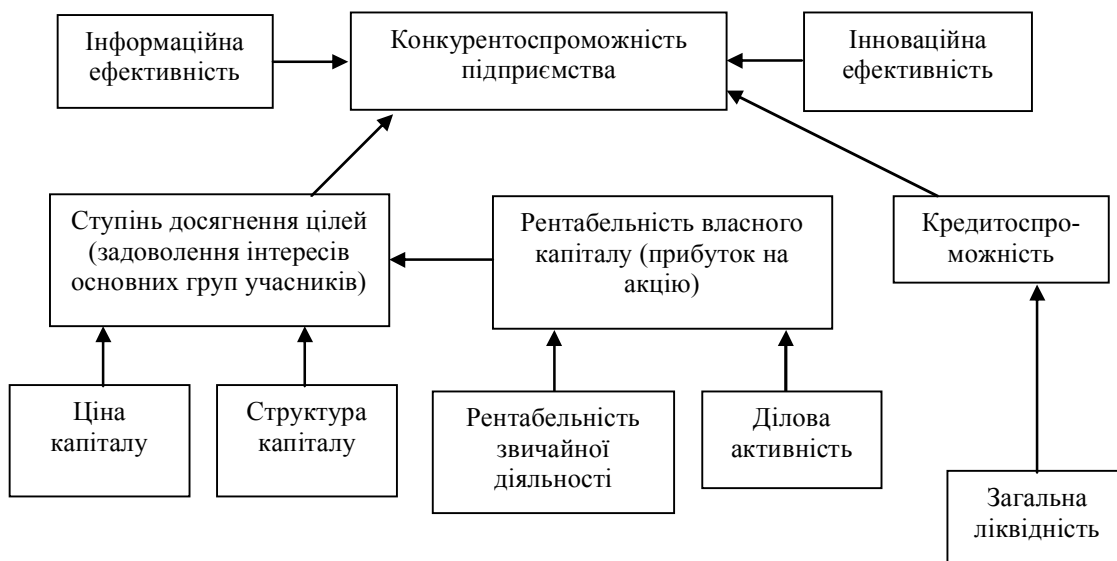 Інформаційна
ефективність
Конкурентоспроможність
підприємства
Інноваційна
ефективність
Ступінь досягнення цілей
(задоволення інтересів
основних груп учасників)
Рентабельність власного
капіталу (прибуток на
акцію)
Кредитоспро-
можність
Ціна
капіталу
Структура
капіталу
Рентабельність
звичайної
діяльності
Ділова
активність
Загальна
ліквідність